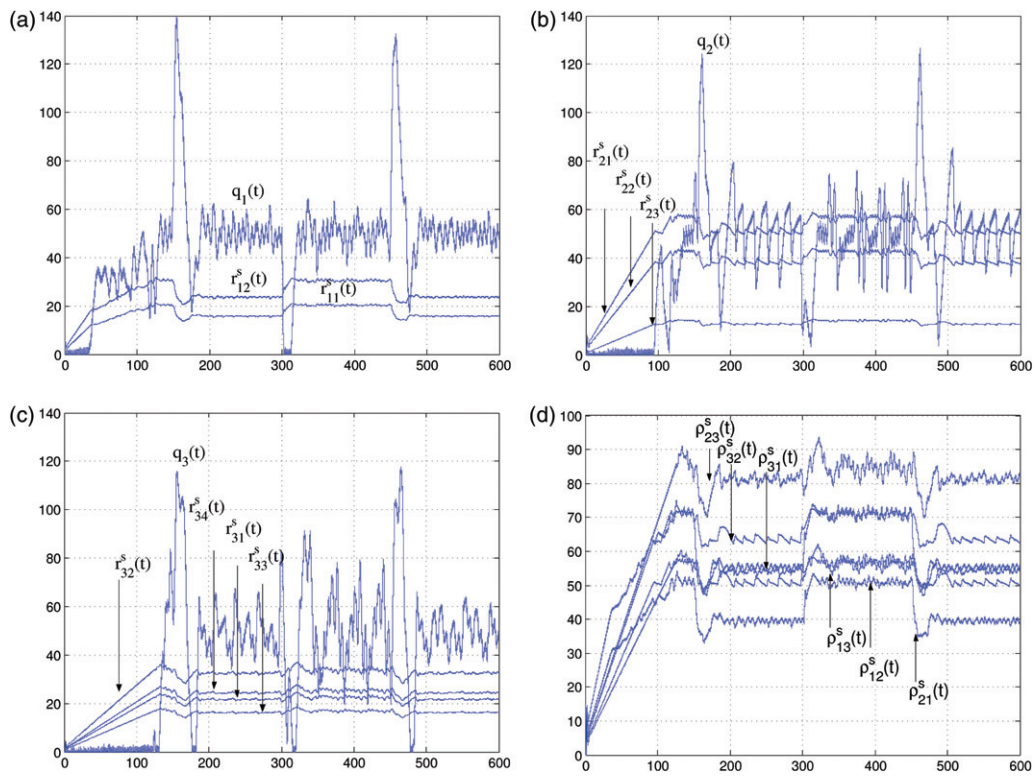 (a)
140
120
100
80
60
40
20
0
q₁(t)
rˢ₁₂(t)
rˢ₁₁(t)
0 100 200 300 400 500 600
(b)
140
120
100
80
60
40
20
0
q₂(t)
rˢ₂₁(t)
rˢ₂₂(t)
rˢ₂₃(t)
0 100 200 300 400 500 600
(c)
140
120
100
80
60
40
20
0
q₃(t)
rˢ₃₄(t)
rˢ₃₁(t)
rˢ₃₃(t)
rˢ₃₂(t)
0 100 200 300 400 500 600
(d)
100
90
80
70
60
50
40
30
20
10
0
ρˢ₂₃(t)
ρˢ₃₂(t)
ρˢ₃₁(t)
ρˢ₁₃(t)
ρˢ₁₂(t)
ρˢ₂₁(t)
0 100 200 300 400 500 600